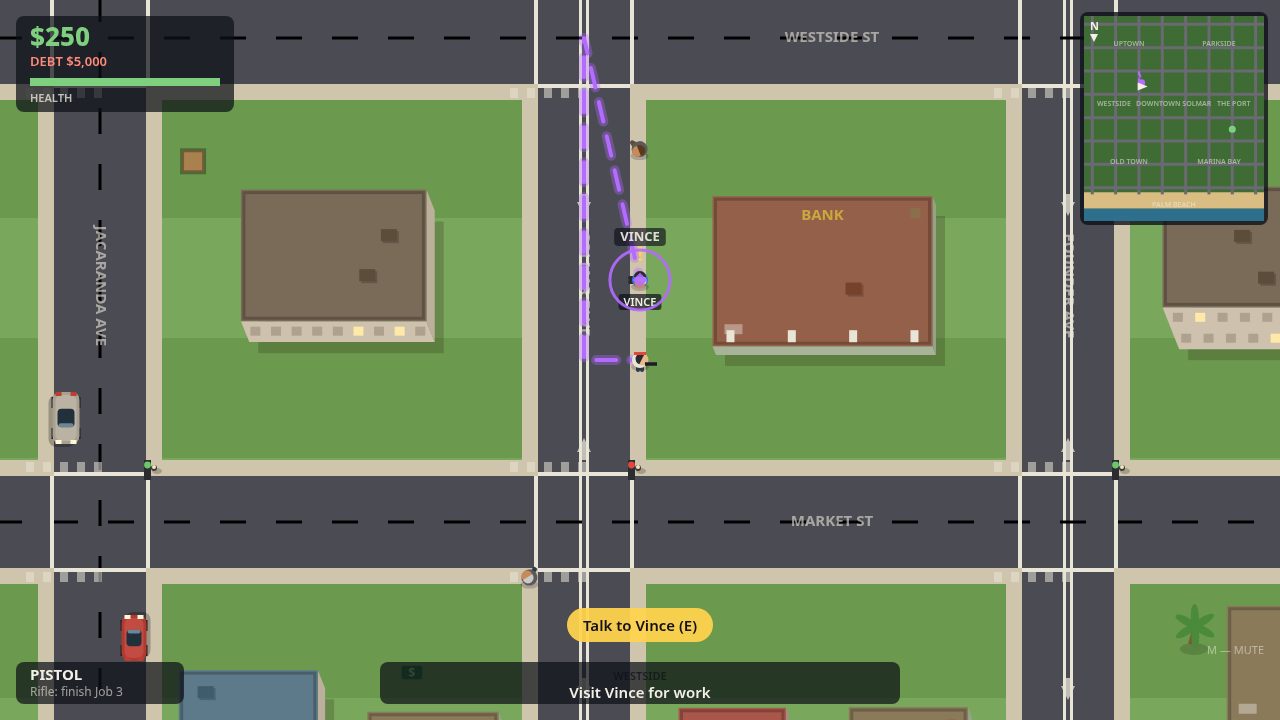 $250
DEBT $5,000
HEALTH
WESTSIDE ST
N
UPTOWN
PARKSIDE
WESTSIDE
DOWNTOWN SOLMAR
THE PORT
OLD TOWN
MARINA BAY
PALM BEACH
BANK
VINCE
VINCE
JACARANDA AVE
MARKET ST
Talk to Vince (E)
M — MUTE
PISTOL
Rifle: finish Job 3
$
WESTSIDE
Visit Vince for work